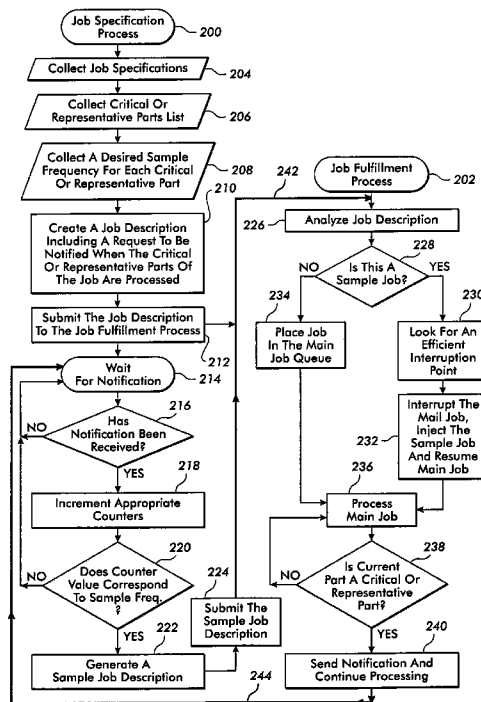 Job Specification
Process
200
Collect Job Specifications
204
Collect Critical Or
Representative Parts List
206
Collect A Desired Sample
Frequency For Each Critical
Or Representative Part
208
210
Create A Job Description
Including A Request To Be
Notified When The Critical
Or Representative Parts Of
The Job Are Processed
Submit The Job Description
To The Job Fulfillment Process
212
Wait
For Notification
214
216
NO
Has
Notification Been
Received?
YES
218
Increment Appropriate
Counters
220
NO
Does Counter
Value Correspond
To Sample Freq.
?
YES
222
Generate A
Sample Job Description
224
Submit The
Sample Job
Description
242
Job Fulfillment
Process
202
226
Analyze Job Description
228
NO
Is This A
Sample Job?
YES
234
Place Job
In The Main
Job Queue
230
Look For An
Efficient
Interruption
Point
232
Interrupt The
Mail Job,
Inject The
Sample Job
And Resume
Main Job
236
Process
Main Job
238
NO
Is Current
Part A Critical Or
Representative
Part?
YES
240
Send Notification And
Continue Processing
244